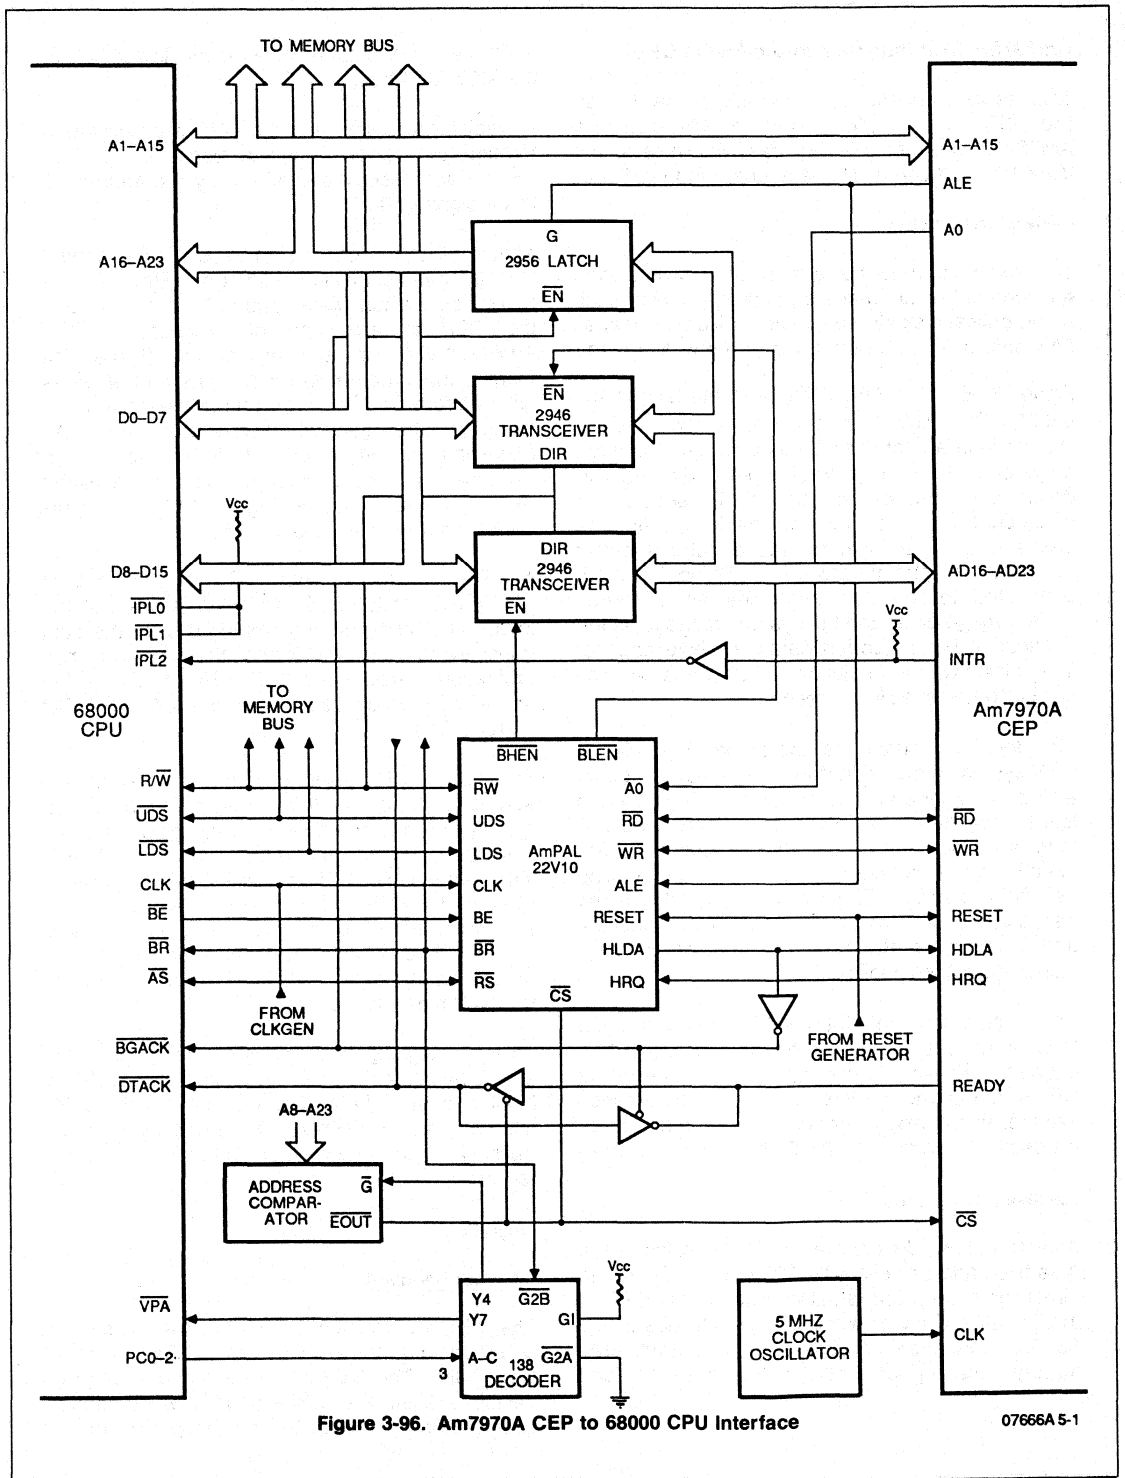 TO MEMORY BUS
A1–A15
A1–A15
ALE
A0
G
2956 LATCH
EN
A16–A23
EN
2946
TRANSCEIVER
DIR
D0–D7
Vcc
DIR
2946
TRANSCEIVER
EN
D8–D15
AD16–AD23
IPL0
IPL1
IPL2
Vcc
INTR
68000
CPU
TO
MEMORY
BUS
Am7970A
CEP
BHEN
BLEN
R/W
RW
A0
UDS
UDS
RD
RD
LDS
LDS
AmPAL
22V10
WR
WR
CLK
CLK
ALE
BE
BE
RESET
RESET
BR
BR
HLDA
HDLA
AS
RS
CS
HRQ
HRQ
FROM
CLKGEN
FROM RESET
GENERATOR
BGACK
DTACK
READY
A8–A23
ADDRESS
COMPAR-
ATOR
G
EOUT
CS
Vcc
VPA
Y4
G2B
Y7
GI
PC0–2
3
A–C
138
DECODER
G2A
5 MHZ
CLOCK
OSCILLATOR
CLK
Figure 3-96. Am7970A CEP to 68000 CPU Interface
07666A 5-1